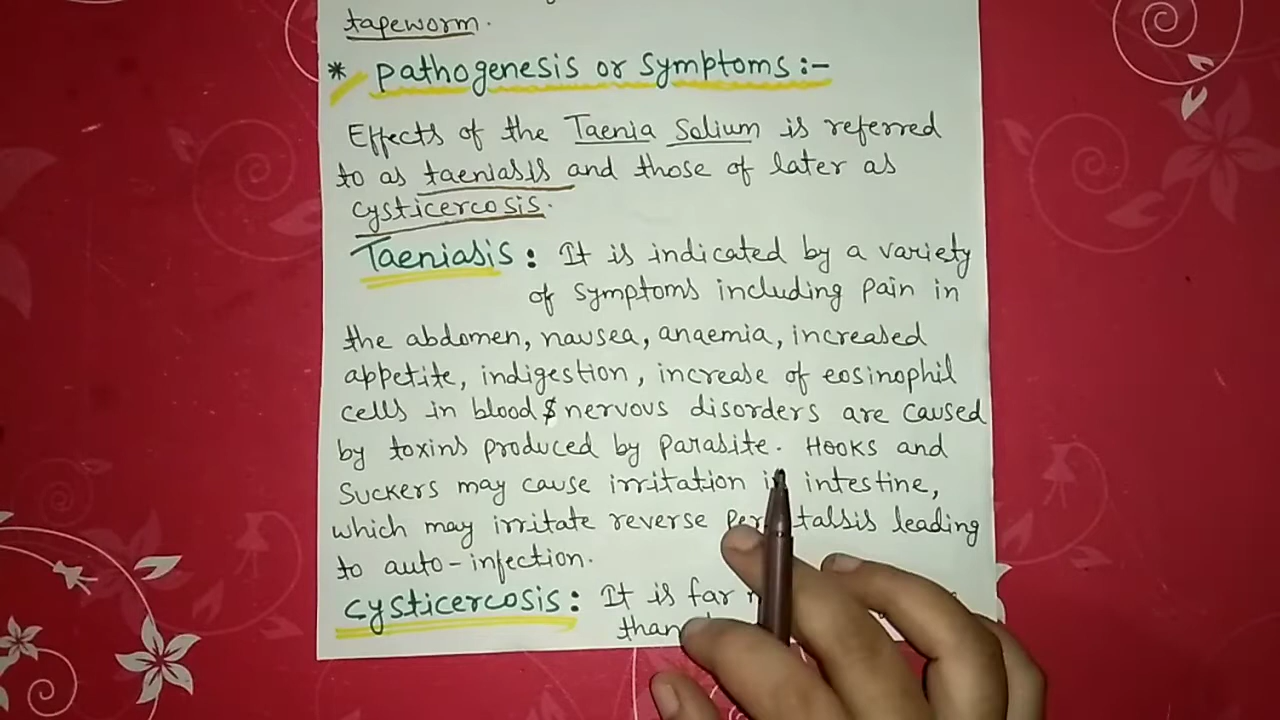 tapeworm.
* Pathogenesis or Symptoms :-
Effects of the Taenia Solium is referred
to as taeniasis and those of later as
cysticercosis.
Taeniasis : It is indicated by a variety
of symptoms including pain in
the abdomen, nausea, anaemia, increased
appetite, indigestion, increase of eosinophil
cells in blood & nervous disorders are caused
by toxins produced by parasite. Hooks and
Suckers may cause irritation in intestine,
which may irritate reverse leading
to auto-infection.
Cysticercosis : It is far
than